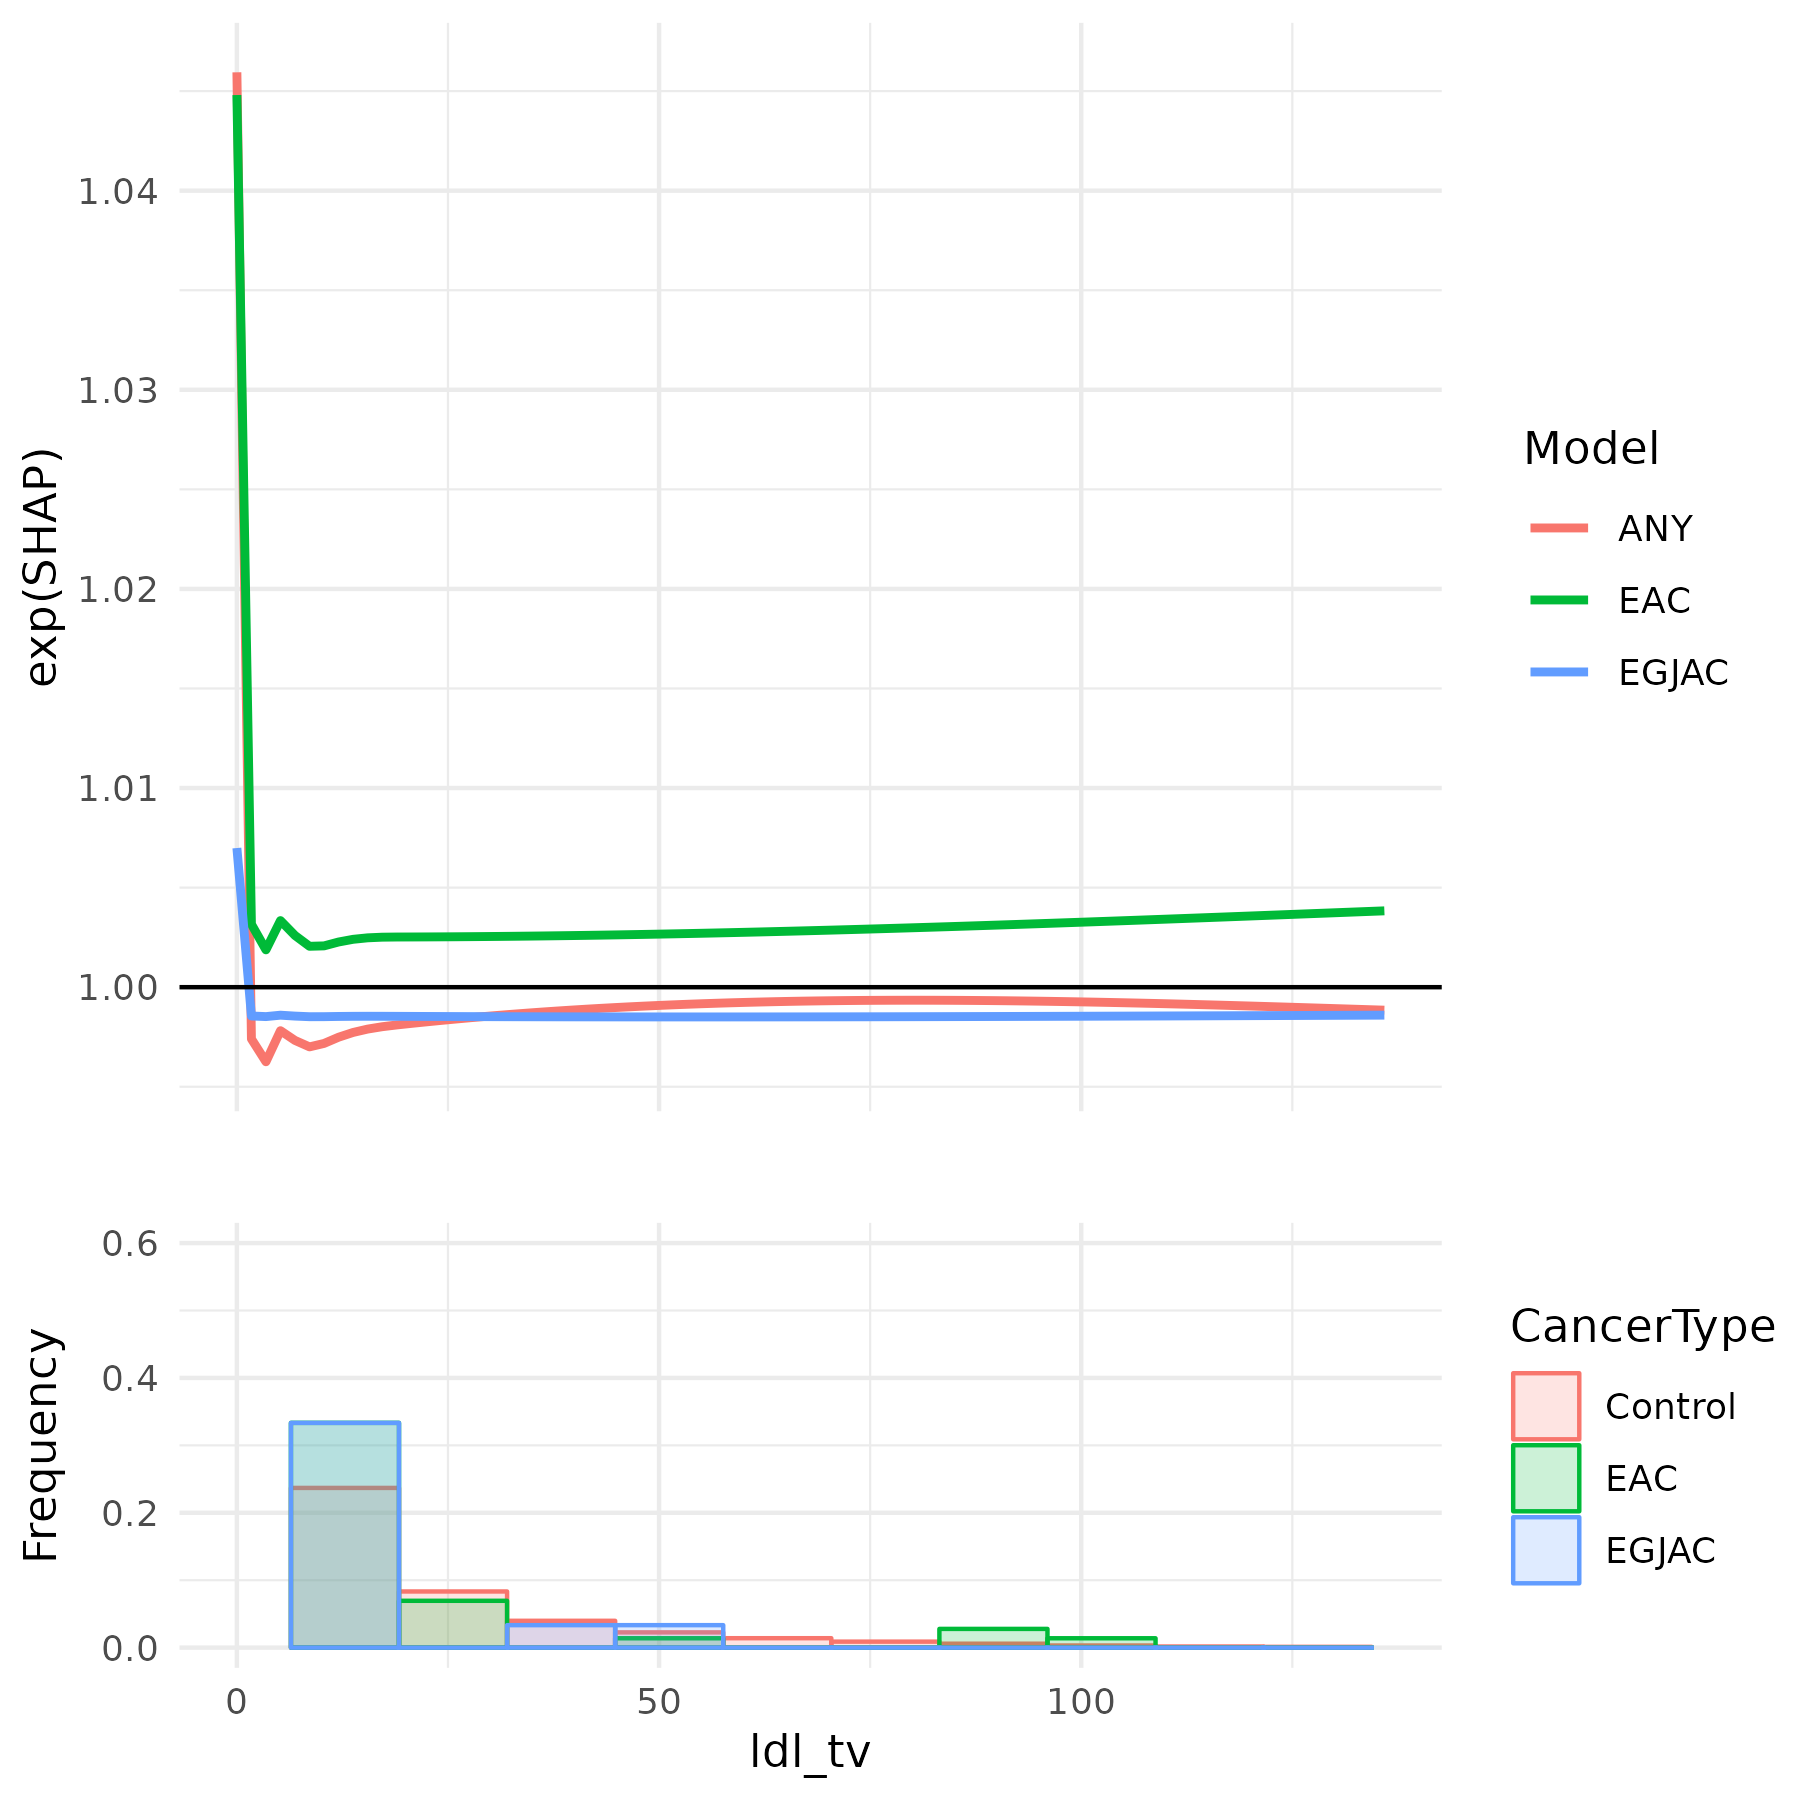 exp(SHAP)
1.04
1.03
1.02
1.01
1.00
Model
ANY
EAC
EGJAC
Frequency
0.6
0.4
0.2
0.0
0
50
100
ldl_tv
CancerType
Control
EAC
EGJAC